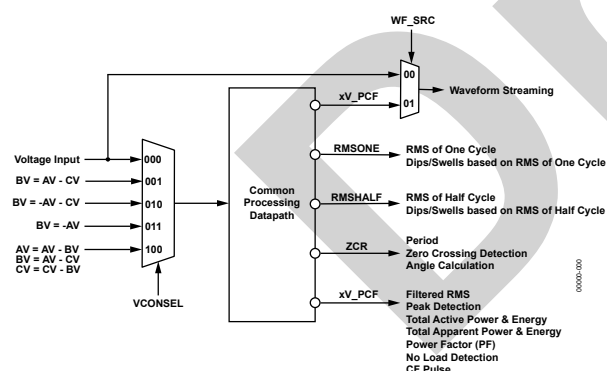 WF_SRC
00
01
Waveform Streaming
xV_PCF
Voltage Input
000
BV = AV - CV
001
BV = -AV - CV
010
BV = -AV
011
AV = AV - BV
BV = AV - CV
CV = CV - BV
100
VCONSEL
Common
Processing
Datapath
RMSONE
RMS of One Cycle
Dips/Swells based on RMS of One Cycle
RMSHALF
RMS of Half Cycle
Dips/Swells based on RMS of Half Cycle
ZCR
Period
Zero Crossing Detection
Angle Calculation
xV_PCF
Filtered RMS
Peak Detection
Total Active Power & Energy
Total Apparent Power & Energy
Power Factor (PF)
No Load Detection
CF Pulse
00000-000